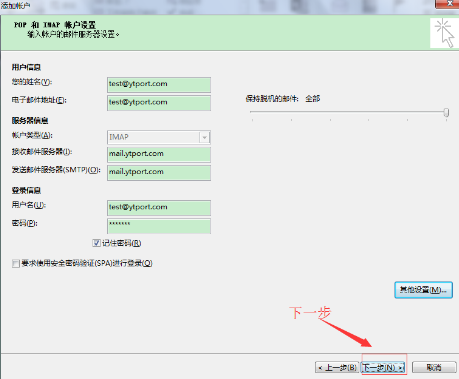 添加帐户
POP 和 IMAP 帐户设置
输入帐户的邮件服务器设置。
用户信息
您的姓名(Y):
test@ytport.com
电子邮件地址(E):
test@ytport.com
保持脱机的邮件: 全部
服务器信息
帐户类型(A):
IMAP
接收邮件服务器(I):
mail.ytport.com
发送邮件服务器(SMTP)(O):
mail.ytport.com
登录信息
用户名(U):
test@ytport.com
密码(P):
*******
记住密码(R)
要求使用安全密码验证(SPA)进行登录(Q)
其他设置(M)...
下一步
< 上一步(B)
下一步(N) >
取消